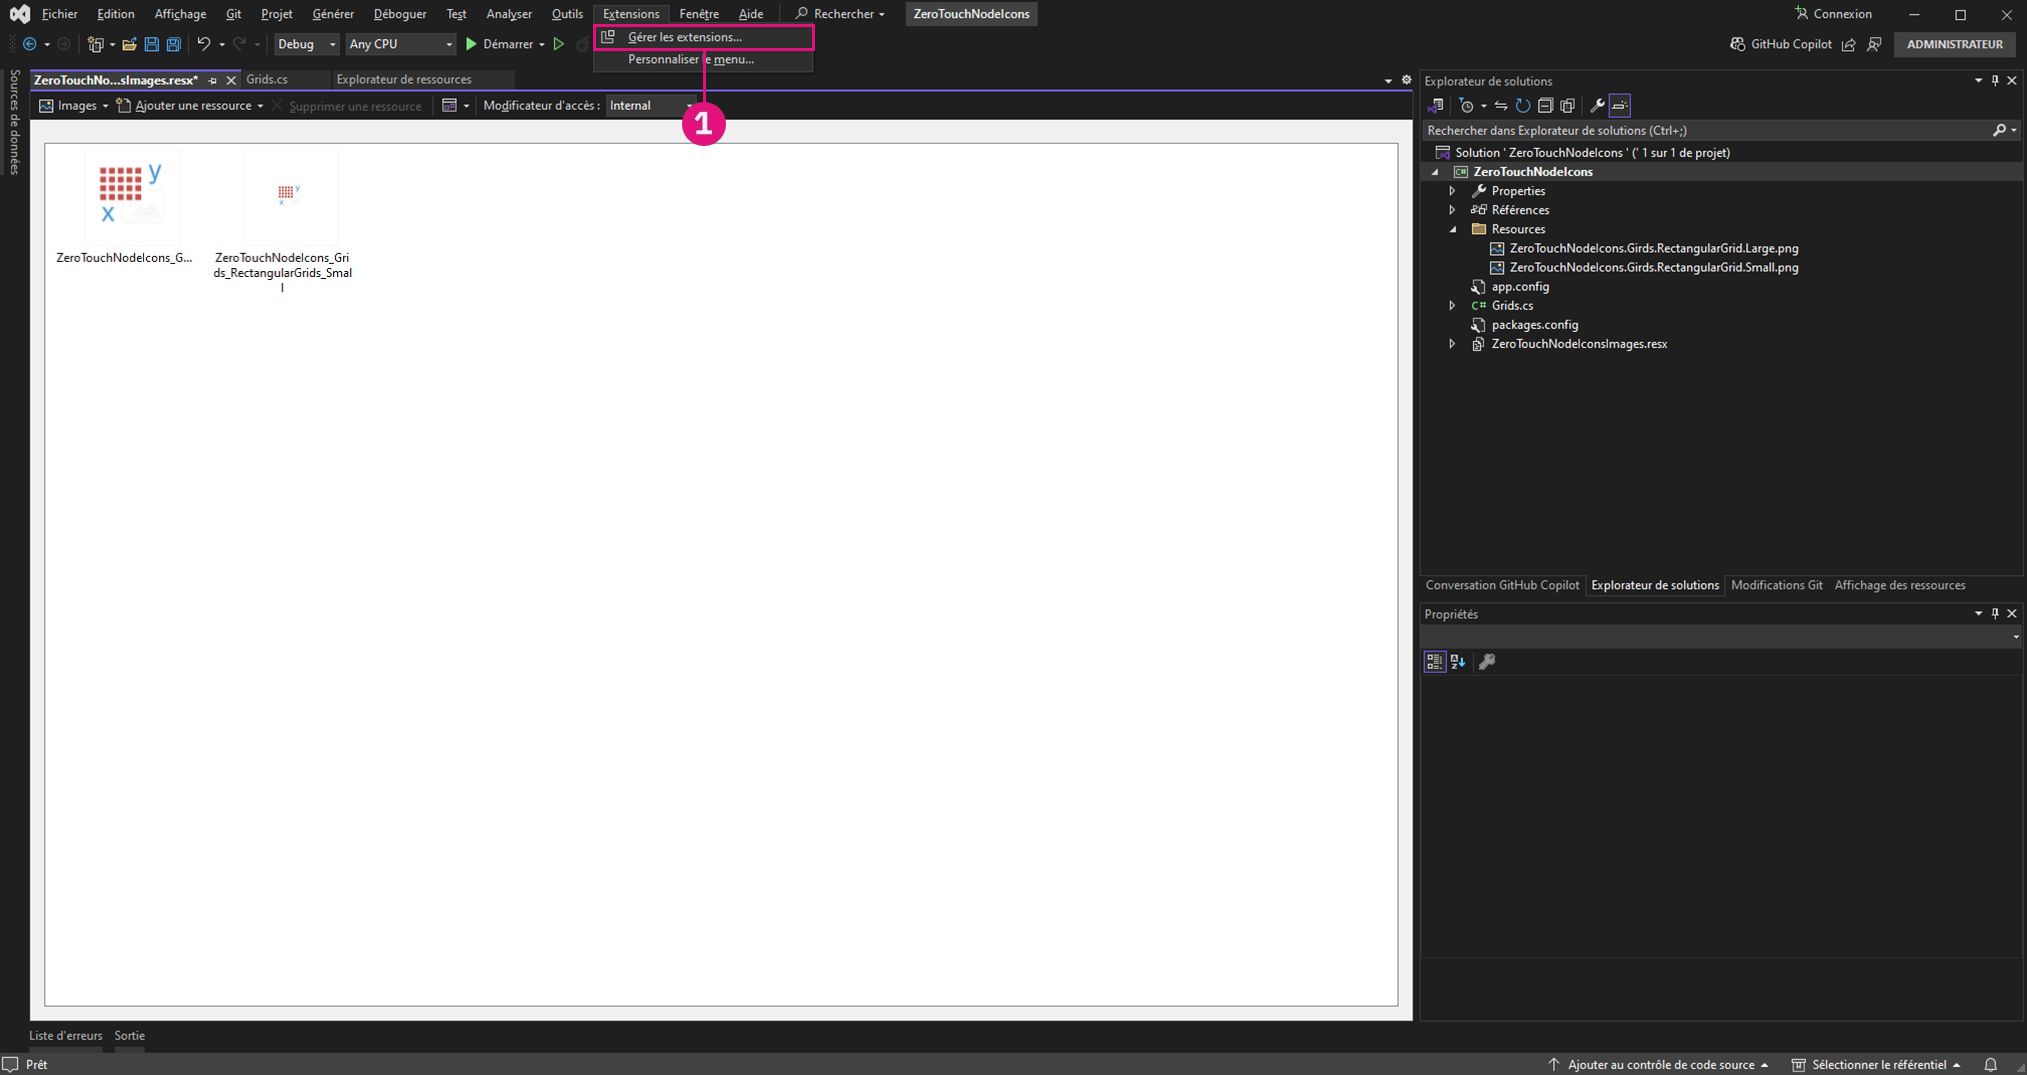 Fichier Edition Affichage Git Projet Générer Déboguer Test Analyser Outils Extensions Fenêtre Aide Rechercher ZeroTouchNodeIcons Connexion
Debug Any CPU Démarrer Gérer les extensions... GitHub Copilot ADMINISTRATEUR
Personnaliser le menu...
ZeroTouchNo...sImages.resx* Grids.cs Explorateur de ressources
Images Ajouter une ressource Supprimer une ressource Modificateur d'accès : Internal
1
Sources de données
y
x
ZeroTouchNodeIcons_G...
y
x
ZeroTouchNodeIcons_Gri
ds_RectangularGrids_Smal
l
Explorateur de solutions
Rechercher dans Explorateur de solutions (Ctrl+;)
Solution ' ZeroTouchNodeIcons ' (' 1 sur 1 de projet)
C# ZeroTouchNodeIcons
Properties
Références
Resources
ZeroTouchNodeIcons.Girds.RectangularGrid.Large.png
ZeroTouchNodeIcons.Girds.RectangularGrid.Small.png
app.config
C# Grids.cs
packages.config
ZeroTouchNodeIconsImages.resx
Conversation GitHub Copilot Explorateur de solutions Modifications Git Affichage des ressources
Propriétés
Liste d'erreurs Sortie
Prêt Ajouter au contrôle de code source Sélectionner le référentiel